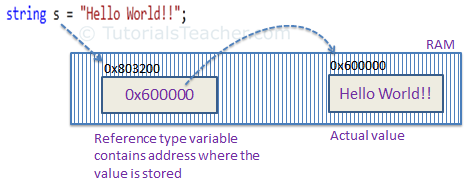 string s = "Hello World!!";
© TutorialsTeacher.com
RAM
0x803200
0x600000
0x600000
Hello World!!
Reference type variable
contains address where the
value is stored
Actual value